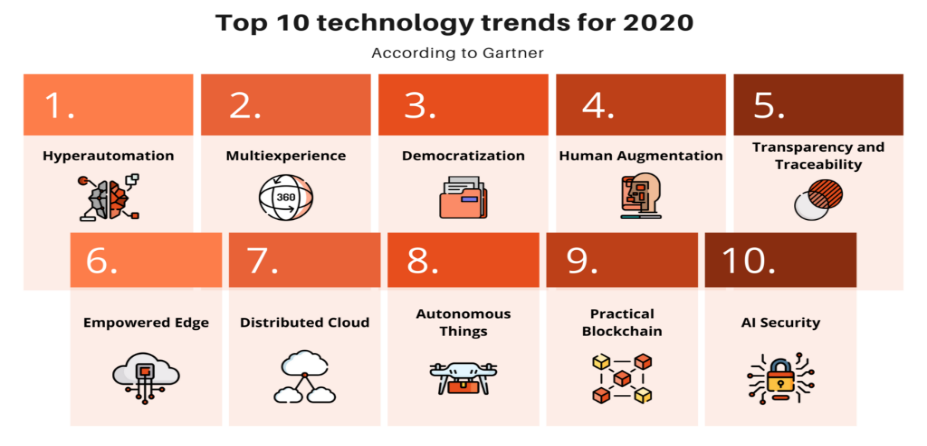 Top 10 technology trends for 2020
According to Gartner
1.
Hyperautomation
2.
Multiexperience
360
3.
Democratization
4.
Human Augmentation
5.
Transparency and
Traceability
6.
Empowered Edge
7.
Distributed Cloud
8.
Autonomous
Things
9.
Practical
Blockchain
10.
AI Security